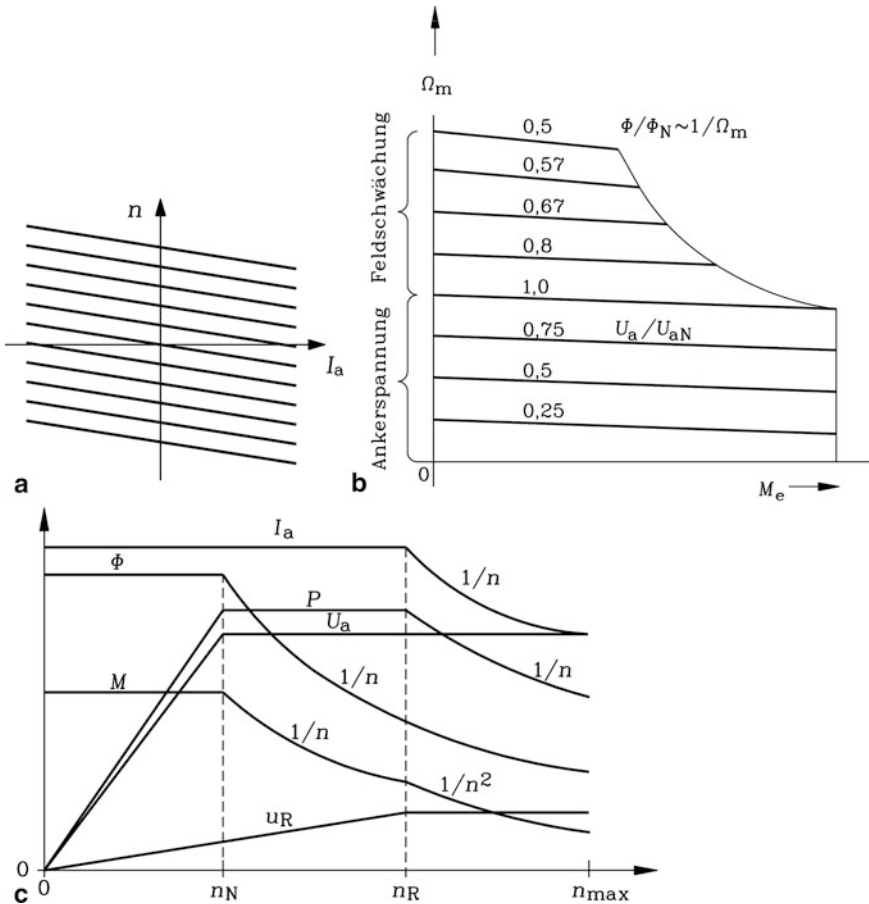 n
I_a
a
Ω_m
Feldschwächung
Ankerspannung
0,5 Φ/Φ_N~1/Ω_m
0,57
0,67
0,8
1,0
0,75 U_a/U_aN
0,5
0,25
0
b
M_e
I_a
Φ
1/n
P
U_a
M
1/n
1/n
1/n
1/n²
u_R
0
c
0 n_N n_R n_max